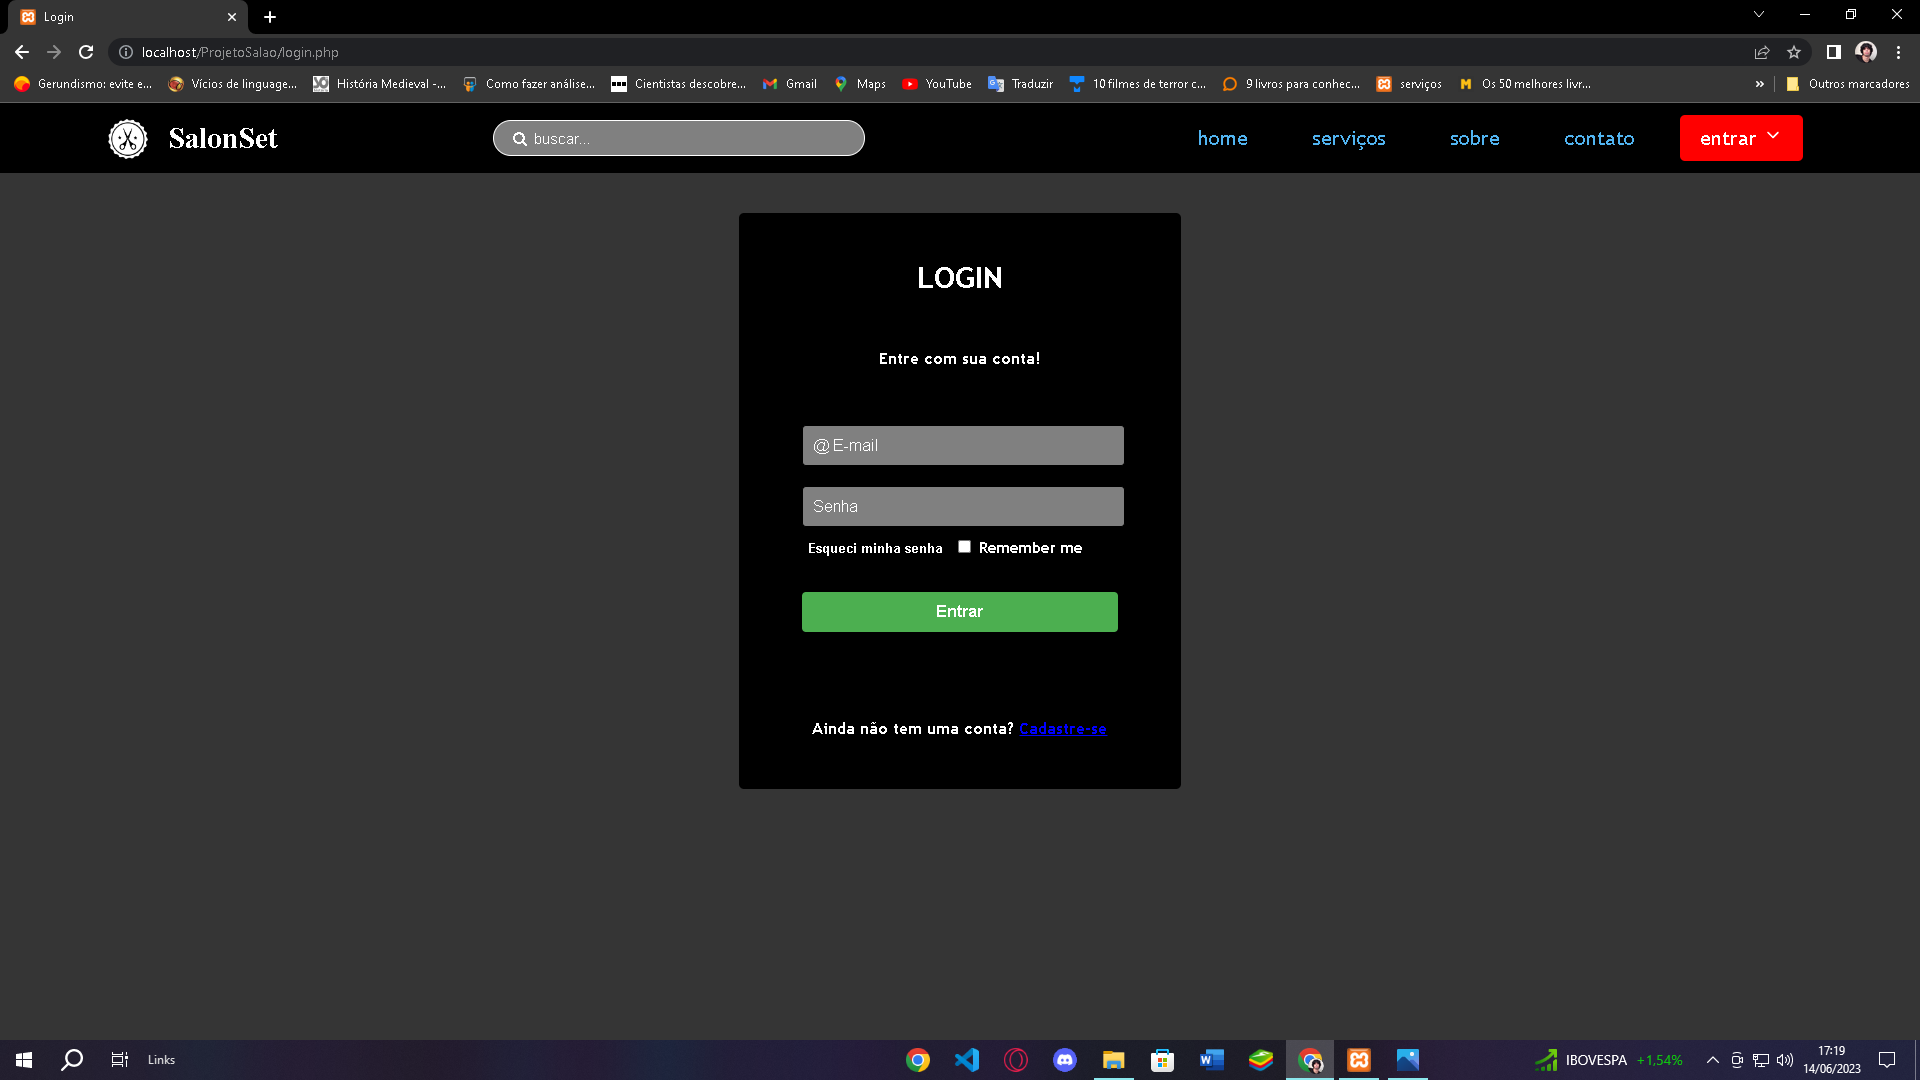 Login
localhost/ProjetoSalao/login.php
Gerundismo: evite e... Vícios de linguage... História Medieval -... Como fazer análise... Cientistas descobre... Gmail Maps YouTube Traduzir 10 filmes de terror c... 9 livros para conhec... serviços Os 50 melhores livr... » Outros marcadores
SalonSet buscar... home serviços sobre contato entrar
LOGIN
Entre com sua conta!
@ E-mail
Senha
Esqueci minha senha Remember me
Entrar
Ainda não tem uma conta? Cadastre-se
Links IBOVESPA +1,54% 17:19
14/06/2023